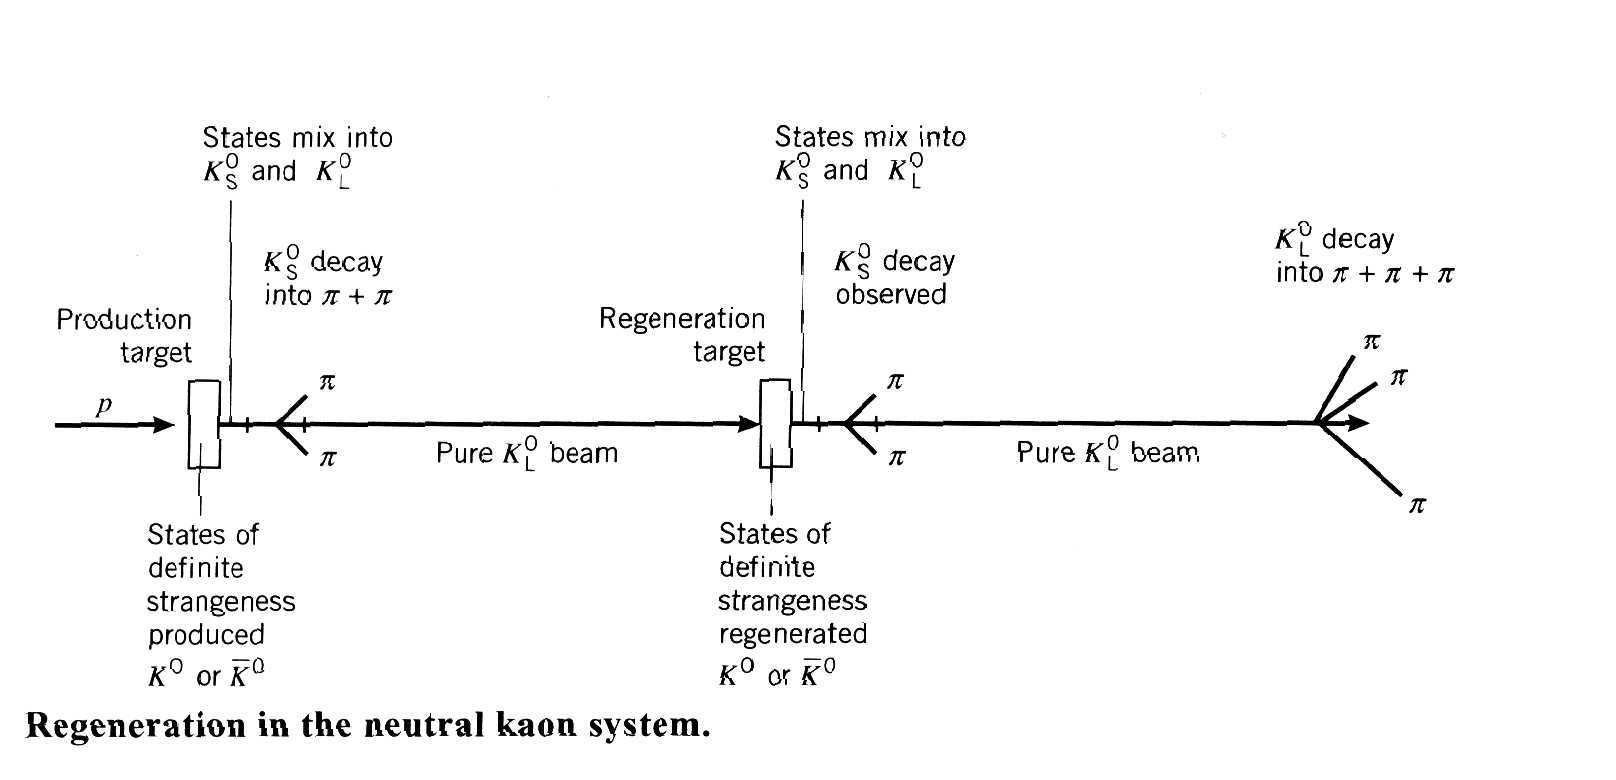 States mix into
K⁰S and K⁰L
States mix into
K⁰S and K⁰L
K⁰S decay
into π + π
K⁰S decay
observed
K⁰L decay
into π + π + π
Production
target
Regeneration
target
p
π
π
π
π
π
π
π
Pure K⁰L beam
Pure K⁰L beam
States of
definite
strangeness
produced
K⁰ or K̅⁰
States of
definite
strangeness
regenerated
K⁰ or K̅⁰
Regeneration in the neutral kaon system.